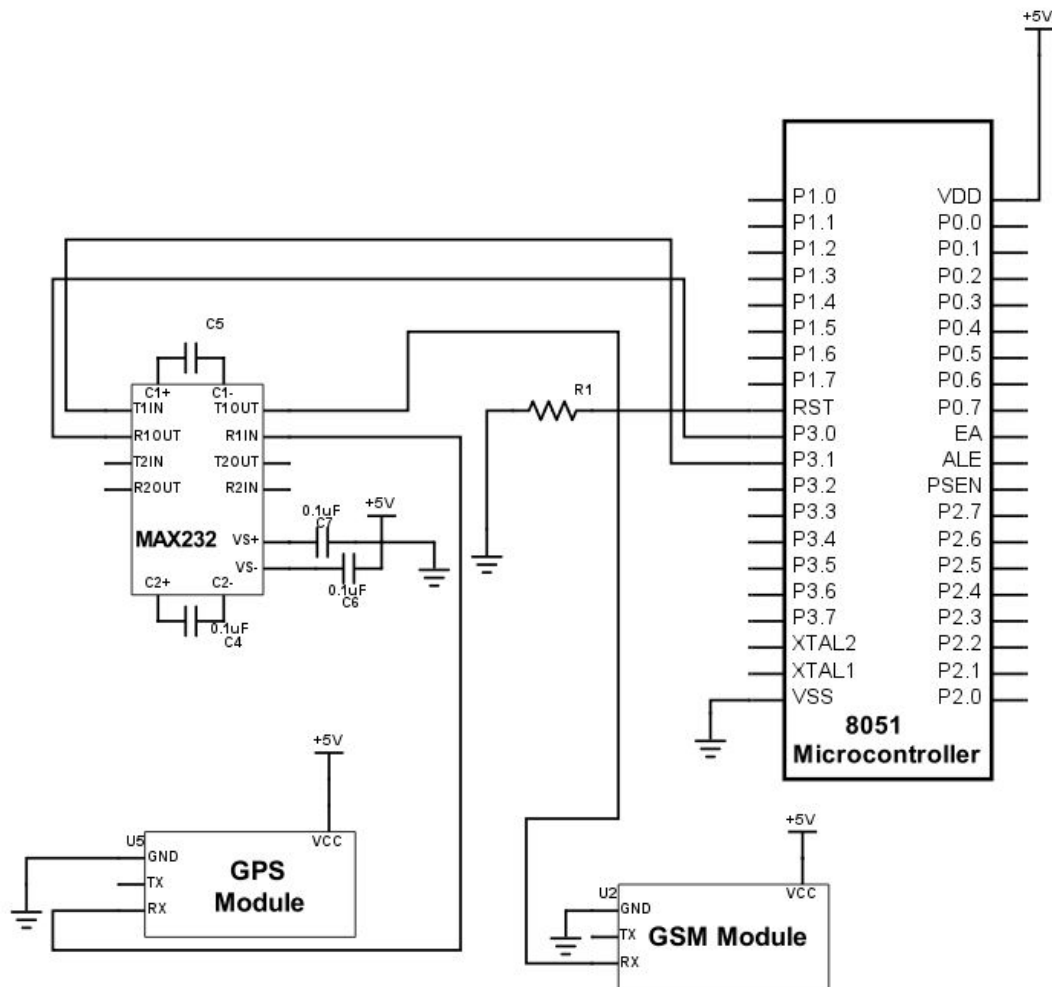 +5V
P1.0 VDD
P1.1 P0.0
P1.2 P0.1
P1.3 P0.2
P1.4 P0.3
P1.5 P0.4
P1.6 P0.5
P1.7 P0.6
RST P0.7
P3.0 EA
P3.1 ALE
P3.2 PSEN
P3.3 P2.7
P3.4 P2.6
P3.5 P2.5
P3.6 P2.4
P3.7 P2.3
XTAL2 P2.2
XTAL1 P2.1
VSS P2.0
8051
Microcontroller
R1
C5
C1+ C1-
T1IN T1OUT
R1OUT R1IN
T2IN T2OUT
R2OUT R2IN
MAX232
VS+
VS-
C2+ C2-
0.1uF
C7
+5V
0.1uF
C6
0.1uF
C4
+5V
U5
VCC
GND
TX
RX
GPS
Module
+5V
U2
VCC
GND
TX
RX
GSM Module